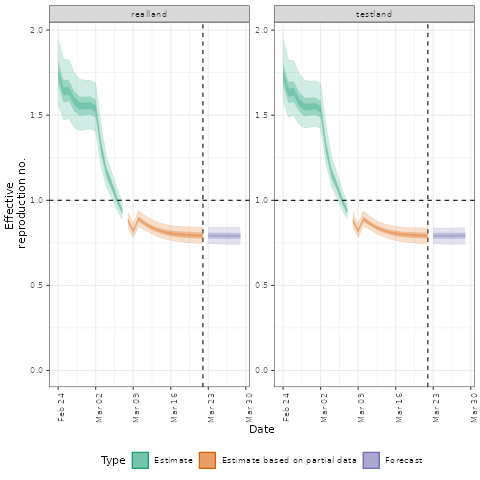 realland
testland
Effective
reproduction no.
2.0
1.5
1.0
0.5
0.0
2.0
1.5
1.0
0.5
0.0
Feb 24
Mar 02
Mar 09
Mar 16
Mar 23
Mar 30
Feb 24
Mar 02
Mar 09
Mar 16
Mar 23
Mar 30
Date
Type Estimate Estimate based on partial data Forecast